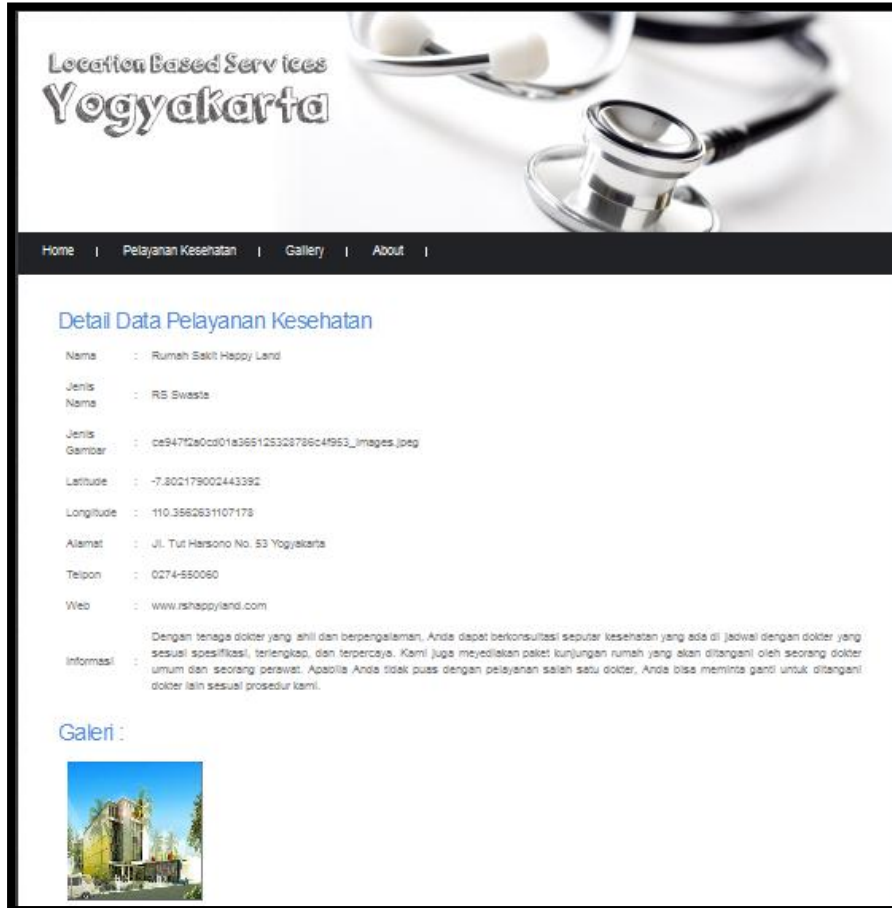 Location Based Services
Yogyakarta
Home | Pelayanan Kesehatan | Gallery | About |
Detail Data Pelayanan Kesehatan
Nama : Rumah Sakit Happy Land
Jenis
Nama : RS Swasta
Jenis
Gambar : ce947f2a0cd01a365125328786c4f953_images.jpeg
Latitude : -7.802179002443392
Longitude : 110.3562631107178
Alamat : Jl. Tut Harsono No. 53 Yogyakarta
Telpon : 0274-550060
Web : www.rshappyland.com
Informasi :
Dengan tenaga dokter yang ahli dan berpengalaman, Anda dapat berkonsultasi seputar kesehatan yang ada di jadwal dengan dokter yang
sesuai spesifikasi, terlengkap, dan terpercaya. Kami juga meyediakan paket kunjungan rumah yang akan ditangani oleh seorang dokter
umum dan seorang perawat. Apabila Anda tidak puas dengan pelayanan salah satu dokter, Anda bisa meminta ganti untuk ditangani
dokter lain sesuai prosedur kami.
Galeri :